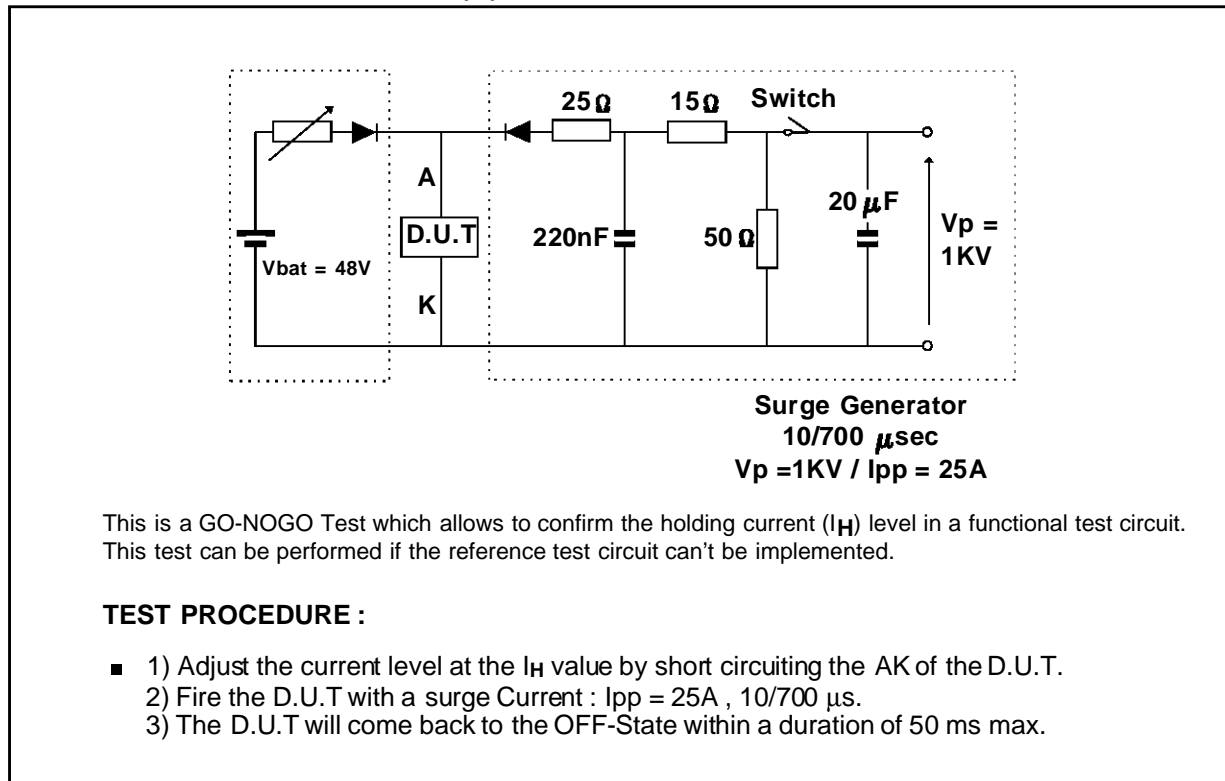 25Ω 15Ω Switch
A
D.U.T
K
Vbat = 48V
220nF
50 Ω
20 µF
Vp =
1KV
Surge Generator
10/700 µsec
Vp =1KV / Ipp = 25A
This is a GO-NOGO Test which allows to confirm the holding current (IH) level in a functional test circuit.
This test can be performed if the reference test circuit can't be implemented.
TEST PROCEDURE :
■ 1) Adjust the current level at the IH value by short circuiting the AK of the D.U.T.
2) Fire the D.U.T with a surge Current : Ipp = 25A , 10/700 µs.
3) The D.U.T will come back to the OFF-State within a duration of 50 ms max.